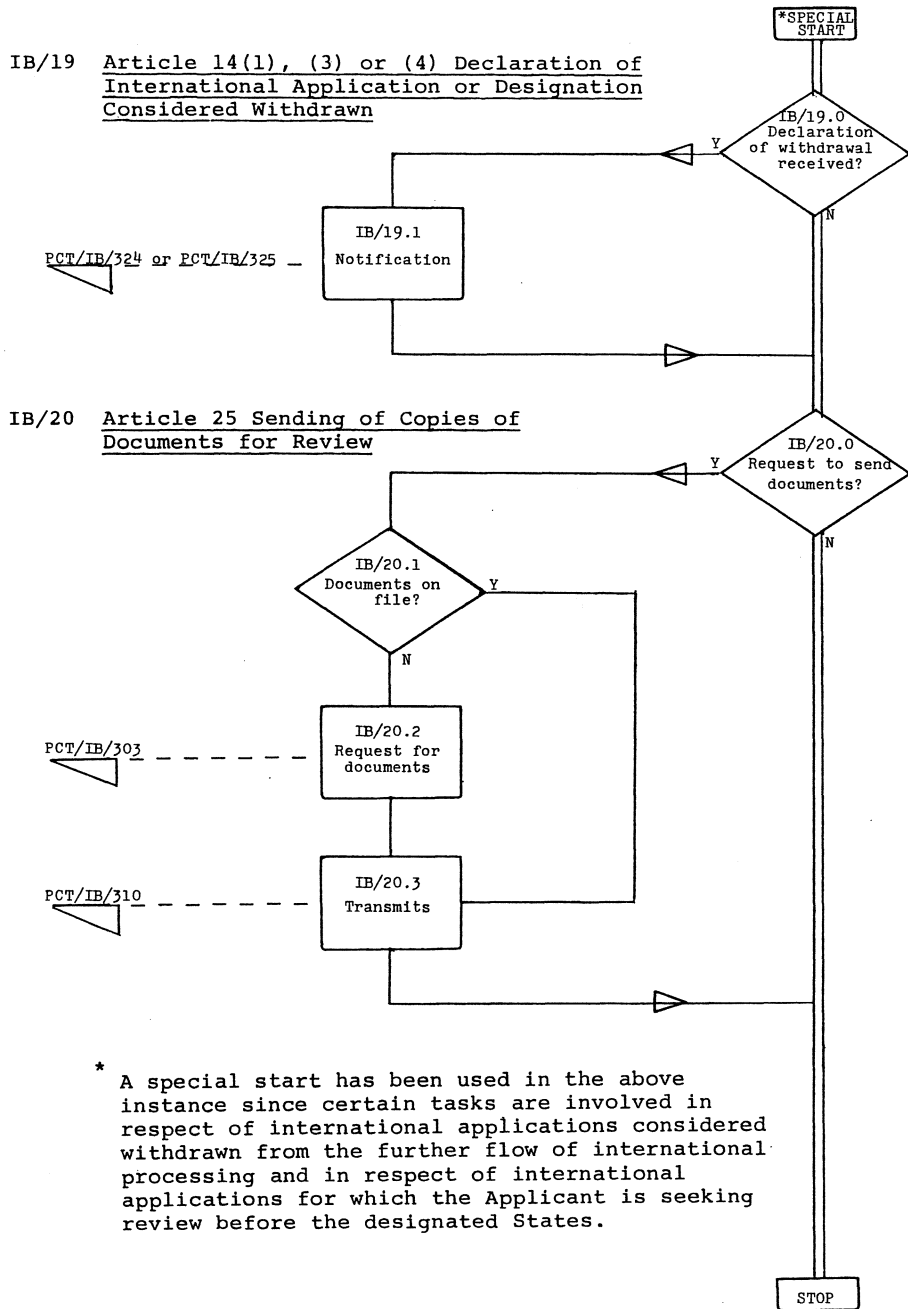 *SPECIAL
START
IB/19 Article 14(1), (3) or (4) Declaration of
International Application or Designation
Considered Withdrawn
IB/19.0
Declaration
of withdrawal
received?
Y
N
IB/19.1
Notification
PCT/IB/324 or PCT/IB/325
IB/20 Article 25 Sending of Copies of
Documents for Review
IB/20.0
Request to send
documents?
Y
N
IB/20.1
Documents on
file?
Y
N
IB/20.2
Request for
documents
PCT/IB/303
IB/20.3
Transmits
PCT/IB/310
* A special start has been used in the above
instance since certain tasks are involved in
respect of international applications considered
withdrawn from the further flow of international
processing and in respect of international
applications for which the Applicant is seeking
review before the designated States.
STOP